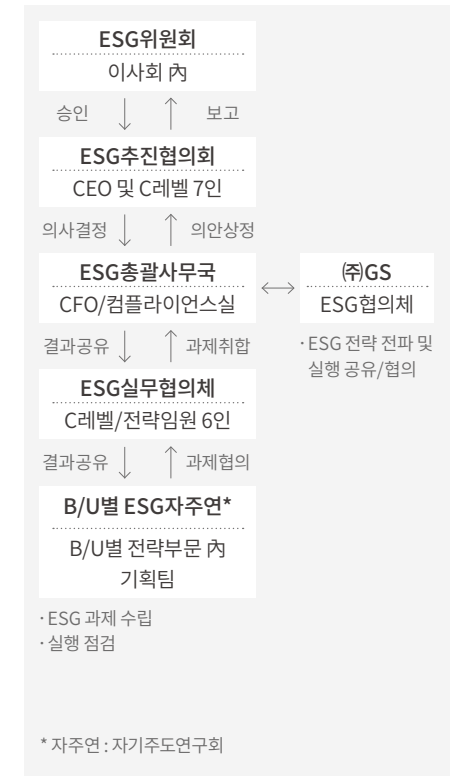 ESG위원회
이사회 內
승인 ↓ ↑ 보고
ESG추진협의회
CEO 및 C레벨 7인
의사결정 ↓ ↑ 의안상정
ESG총괄사무국
CFO/컴플라이언스실
↔
㈜GS
ESG협의체
· ESG 전략 전파 및
실행 공유/협의
결과공유 ↓ ↑ 과제취합
ESG실무협의체
C레벨/전략임원 6인
결과공유 ↓ ↑ 과제협의
B/U별 ESG자주연*
B/U별 전략부문 內
기획팀
· ESG 과제 수립
· 실행 점검
* 자주연 : 자기주도연구회